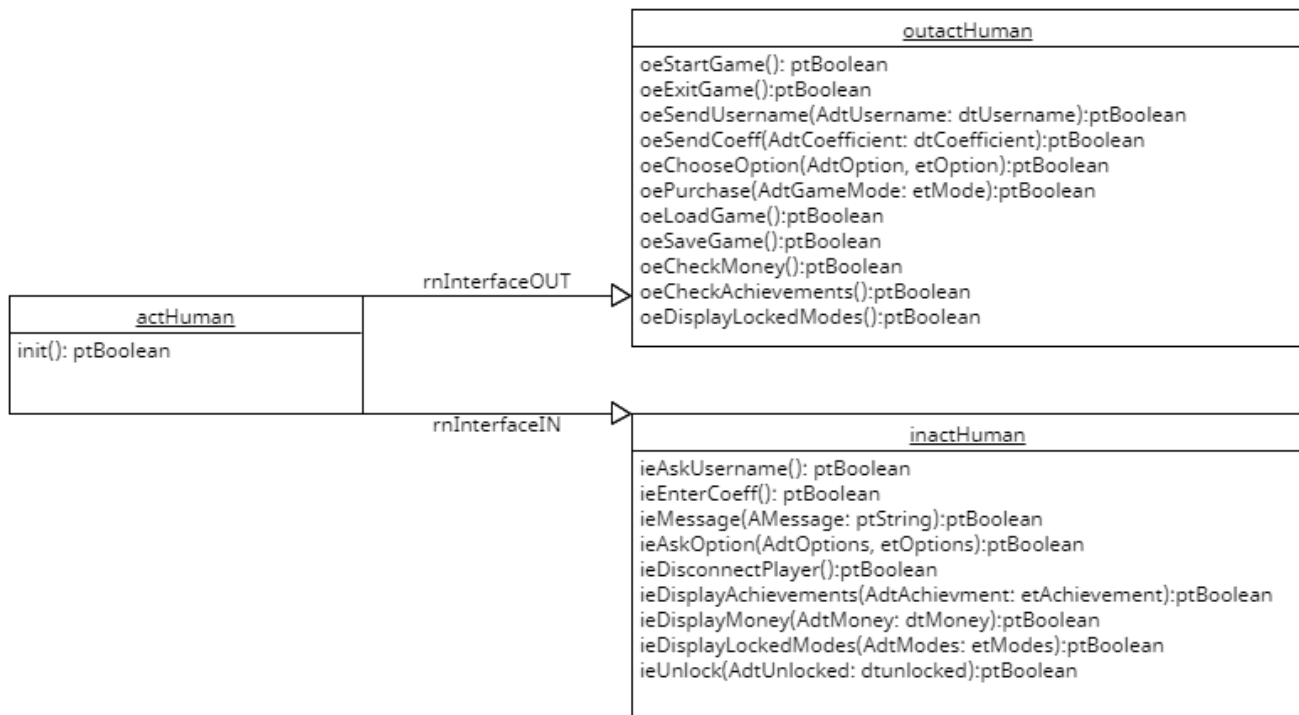 outactHuman
oeStartGame(): ptBoolean
oeExitGame():ptBoolean
oeSendUsername(AdtUsername: dtUsername):ptBoolean
oeSendCoeff(AdtCoefficient: dtCoefficient):ptBoolean
oeChooseOption(AdtOption, etOption):ptBoolean
oePurchase(AdtGameMode: etMode):ptBoolean
oeLoadGame():ptBoolean
oeSaveGame():ptBoolean
oeCheckMoney():ptBoolean
oeCheckAchievements():ptBoolean
oeDisplayLockedModes():ptBoolean
rnInterfaceOUT
actHuman
init(): ptBoolean
rnInterfaceIN
inactHuman
ieAskUsername(): ptBoolean
ieEnterCoeff(): ptBoolean
ieMessage(AMessage: ptString):ptBoolean
ieAskOption(AdtOptions, etOptions):ptBoolean
ieDisconnectPlayer():ptBoolean
ieDisplayAchievements(AdtAchievment: etAchievement):ptBoolean
ieDisplayMoney(AdtMoney: dtMoney):ptBoolean
ieDisplayLockedModes(AdtModes: etModes):ptBoolean
ieUnlock(AdtUnlocked: dtunlocked):ptBoolean